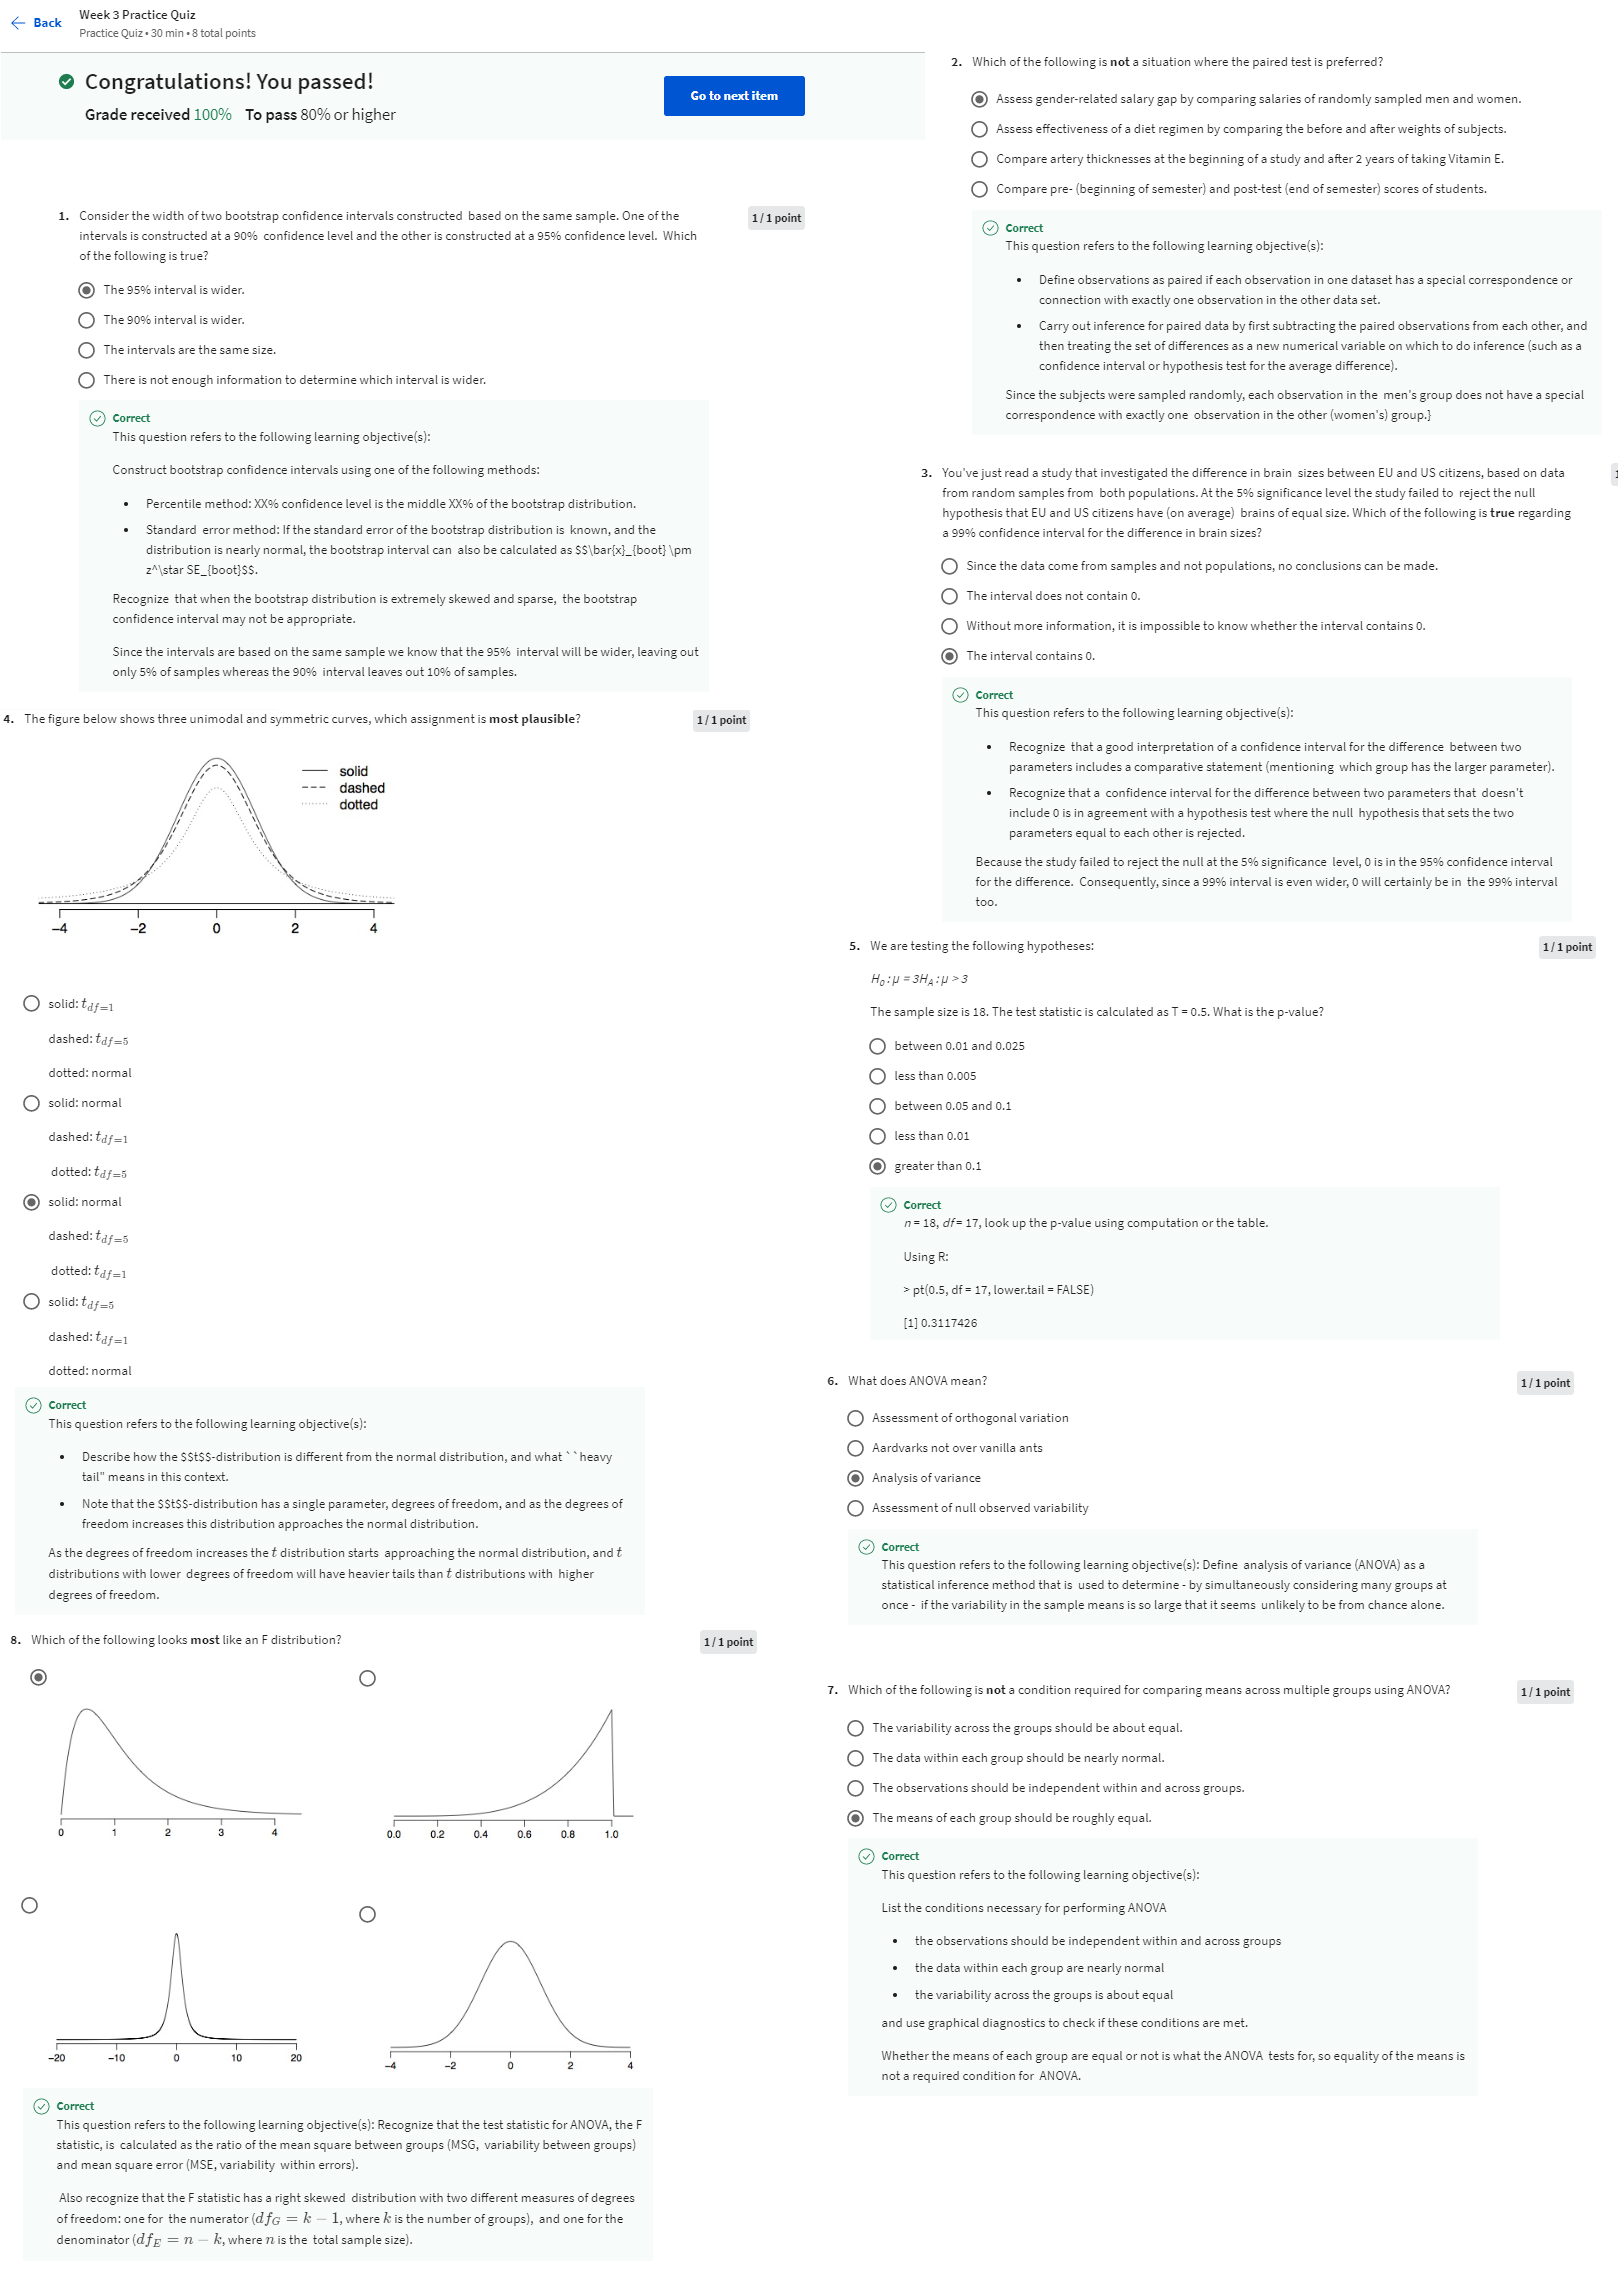 Back
Week 3 Practice Quiz
Practice Quiz • 30 min • 8 total points
Congratulations! You passed!
Grade received 100% To pass 80% or higher
Go to next item
1. Consider the width of two bootstrap confidence intervals constructed based on the same sample. One of the
intervals is constructed at a 90% confidence level and the other is constructed at a 95% confidence level. Which
of the following is true?
1 / 1 point
The 95% interval is wider.
The 90% interval is wider.
The intervals are the same size.
There is not enough information to determine which interval is wider.
Correct
This question refers to the following learning objective(s):
Construct bootstrap confidence intervals using one of the following methods:
• Percentile method: XX% confidence level is the middle XX% of the bootstrap distribution.
• Standard error method: If the standard error of the bootstrap distribution is known, and the
distribution is nearly normal, the bootstrap interval can also be calculated as $$\bar{x}_{boot} \pm
z^\star SE_{boot}$$.
Recognize that when the bootstrap distribution is extremely skewed and sparse, the bootstrap
confidence interval may not be appropriate.
Since the intervals are based on the same sample we know that the 95% interval will be wider, leaving out
only 5% of samples whereas the 90% interval leaves out 10% of samples.
2. Which of the following is not a situation where the paired test is preferred?
Assess gender-related salary gap by comparing salaries of randomly sampled men and women.
Assess effectiveness of a diet regimen by comparing the before and after weights of subjects.
Compare artery thicknesses at the beginning of a study and after 2 years of taking Vitamin E.
Compare pre- (beginning of semester) and post-test (end of semester) scores of students.
Correct
This question refers to the following learning objective(s):
• Define observations as paired if each observation in one dataset has a special correspondence or
connection with exactly one observation in the other data set.
• Carry out inference for paired data by first subtracting the paired observations from each other, and
then treating the set of differences as a new numerical variable on which to do inference (such as a
confidence interval or hypothesis test for the average difference).
Since the subjects were sampled randomly, each observation in the men's group does not have a special
correspondence with exactly one observation in the other (women's) group.}
3. You've just read a study that investigated the difference in brain sizes between EU and US citizens, based on data
from random samples from both populations. At the 5% significance level the study failed to reject the null
hypothesis that EU and US citizens have (on average) brains of equal size. Which of the following is true regarding
a 99% confidence interval for the difference in brain sizes?
Since the data come from samples and not populations, no conclusions can be made.
The interval does not contain 0.
Without more information, it is impossible to know whether the interval contains 0.
The interval contains 0.
Correct
This question refers to the following learning objective(s):
• Recognize that a good interpretation of a confidence interval for the difference between two
parameters includes a comparative statement (mentioning which group has the larger parameter).
• Recognize that a confidence interval for the difference between two parameters that doesn't
include 0 is in agreement with a hypothesis test where the null hypothesis that sets the two
parameters equal to each other is rejected.
Because the study failed to reject the null at the 5% significance level, 0 is in the 95% confidence interval
for the difference. Consequently, since a 99% interval is even wider, 0 will certainly be in the 99% interval
too.
4. The figure below shows three unimodal and symmetric curves, which assignment is most plausible?
1 / 1 point
solid
dashed
dotted
−4 −2 0 2 4
solid: t df=1
dashed: t df=5
dotted: normal
solid: normal
dashed: t df=1
dotted: t df=5
solid: normal
dashed: t df=5
dotted: t df=1
solid: t df=5
dashed: t df=1
dotted: normal
Correct
This question refers to the following learning objective(s):
• Describe how the $$t$$-distribution is different from the normal distribution, and what ``heavy
tail" means in this context.
• Note that the $$t$$-distribution has a single parameter, degrees of freedom, and as the degrees of
freedom increases this distribution approaches the normal distribution.
As the degrees of freedom increases the t distribution starts approaching the normal distribution, and t
distributions with lower degrees of freedom will have heavier tails than t distributions with higher
degrees of freedom.
5. We are testing the following hypotheses:
1 / 1 point
H0 : μ = 3HA : μ > 3
The sample size is 18. The test statistic is calculated as T = 0.5. What is the p-value?
between 0.01 and 0.025
less than 0.005
between 0.05 and 0.1
less than 0.01
greater than 0.1
Correct
n = 18, df = 17, look up the p-value using computation or the table.
Using R:
> pt(0.5, df = 17, lower.tail = FALSE)
[1] 0.3117426
6. What does ANOVA mean?
1 / 1 point
Assessment of orthogonal variation
Aardvarks not over vanilla ants
Analysis of variance
Assessment of null observed variability
Correct
This question refers to the following learning objective(s): Define analysis of variance (ANOVA) as a
statistical inference method that is used to determine - by simultaneously considering many groups at
once - if the variability in the sample means is so large that it seems unlikely to be from chance alone.
7. Which of the following is not a condition required for comparing means across multiple groups using ANOVA?
1 / 1 point
The variability across the groups should be about equal.
The data within each group should be nearly normal.
The observations should be independent within and across groups.
The means of each group should be roughly equal.
Correct
This question refers to the following learning objective(s):
List the conditions necessary for performing ANOVA
• the observations should be independent within and across groups
• the data within each group are nearly normal
• the variability across the groups is about equal
and use graphical diagnostics to check if these conditions are met.
Whether the means of each group are equal or not is what the ANOVA tests for, so equality of the means is
not a required condition for ANOVA.
8. Which of the following looks most like an F distribution?
1 / 1 point
0 1 2 3 4
0.0 0.2 0.4 0.6 0.8 1.0
−20 −10 0 10 20
−4 −2 0 2 4
Correct
This question refers to the following learning objective(s): Recognize that the test statistic for ANOVA, the F
statistic, is calculated as the ratio of the mean square between groups (MSG, variability between groups)
and mean square error (MSE, variability within errors).
Also recognize that the F statistic has a right skewed distribution with two different measures of degrees
of freedom: one for the numerator (dfG = k − 1, where k is the number of groups), and one for the
denominator (dfE = n − k, where n is the total sample size).